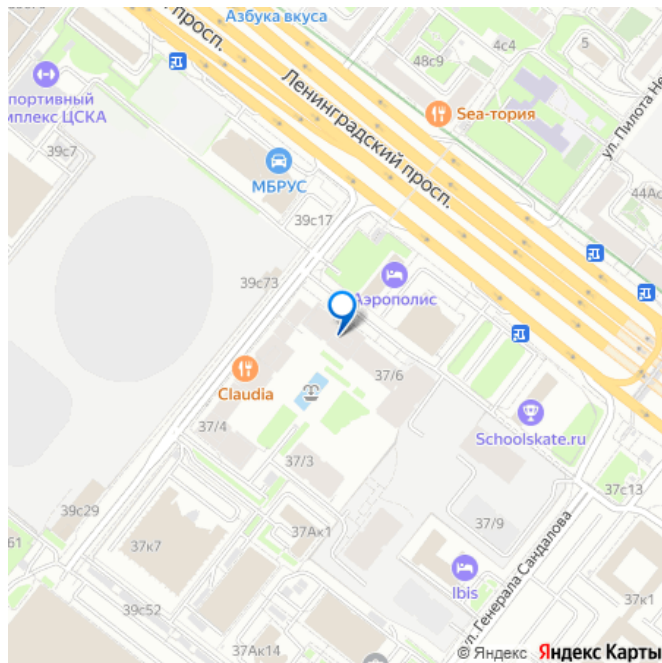 39с8
просп.
Азбука вкуса
48с9
4с4
5
портивный
мплекс ЦСКА
39с7
Ленинградский просп.
Sea-тория
ул. Пилота Не
МБРУС
44Ас
39с17
39с73
Аэрополис
Claudia
37/6
37/4
37/3
Schoolskate.ru
39с29
37с13
61
37к7
37Ак1
37/9
39с52
Ibis
ул. Генерала Сандалова
37к1
37Ак14
© Яндекс Яндекс Карты